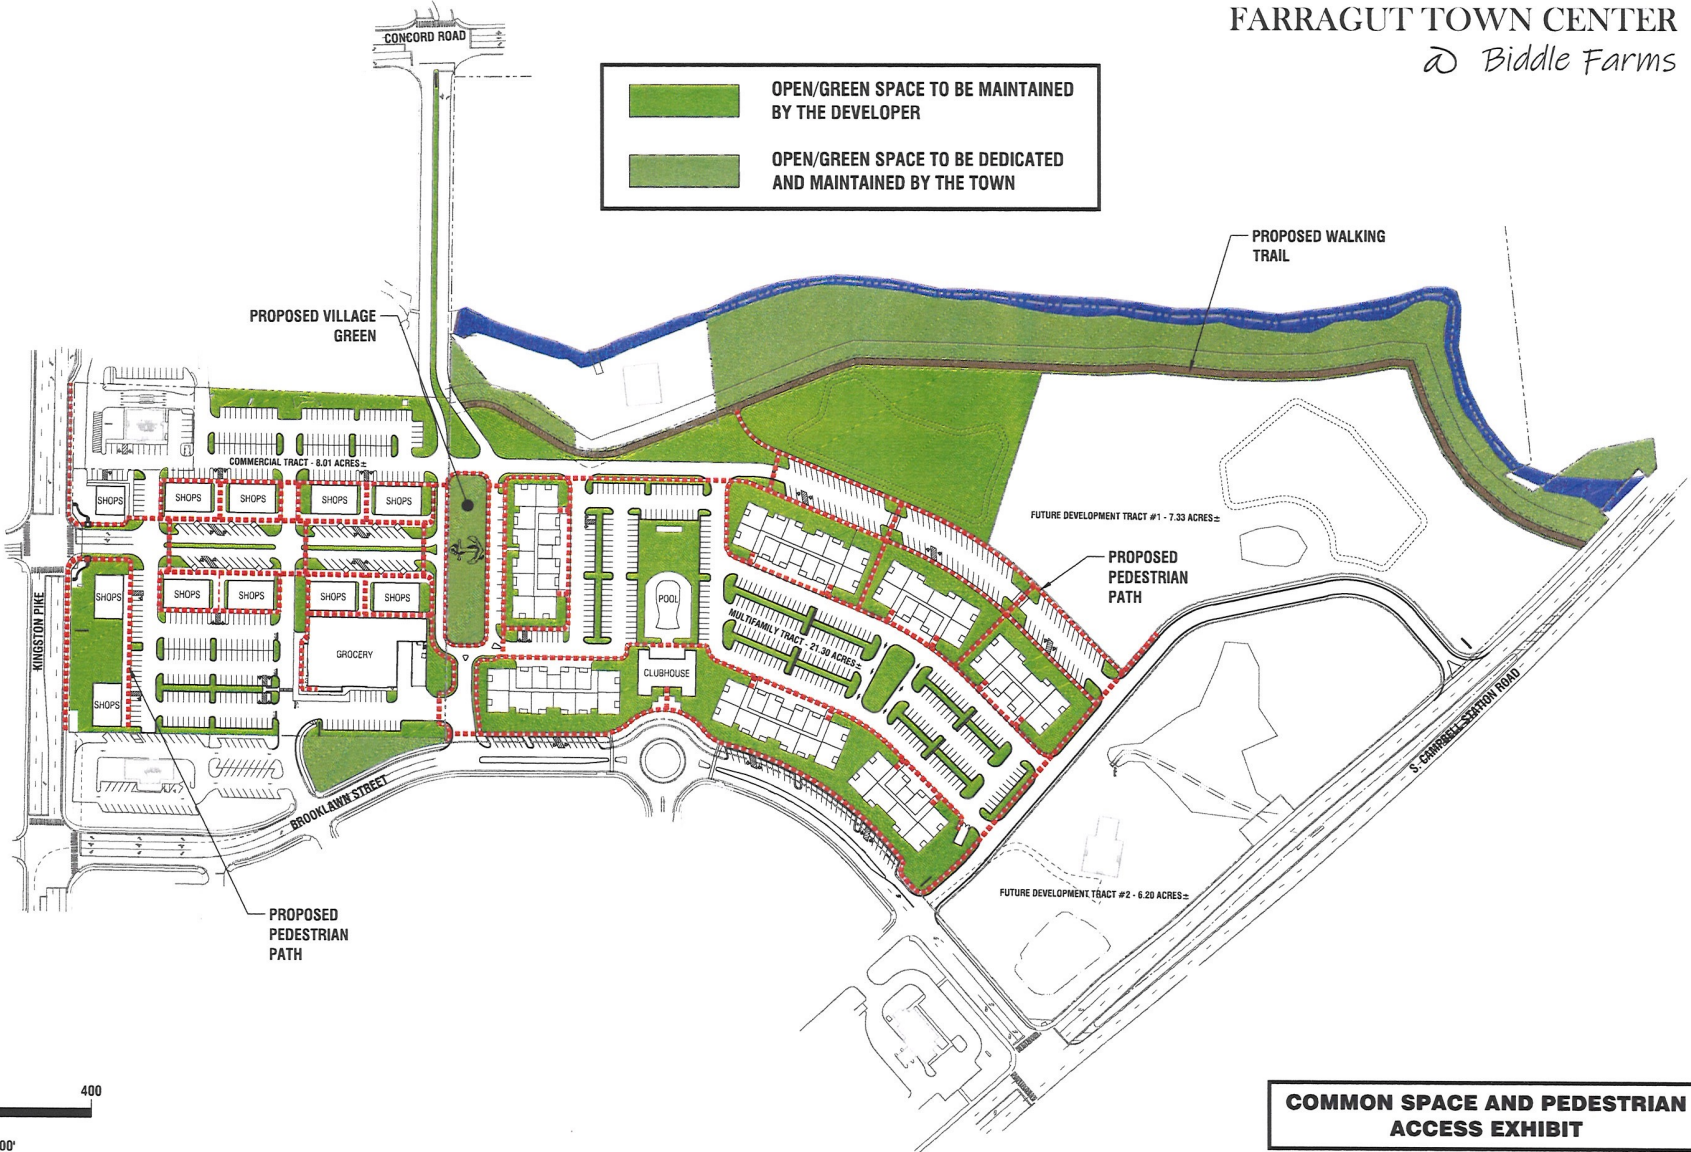 FARRAGUT TOWN CENTER
@ Biddle Farms
CONCORD ROAD
OPEN/GREEN SPACE TO BE MAINTAINED
BY THE DEVELOPER
OPEN/GREEN SPACE TO BE DEDICATED
AND MAINTAINED BY THE TOWN
PROPOSED WALKING
TRAIL
PROPOSED VILLAGE
GREEN
COMMERCIAL TRACT - 8.01 ACRES±
SHOPS
SHOPS
SHOPS
SHOPS
SHOPS
FUTURE DEVELOPMENT TRACT #1 - 7.33 ACRES±
PROPOSED
PEDESTRIAN
PATH
KINGSTON PIKE
SHOPS
SHOPS
SHOPS
SHOPS
SHOPS
POOL
MULTIFAMILY TRACT - 21.30 ACRES±
GROCERY
CLUBHOUSE
SHOPS
S. CAMPBELL STATION ROAD
BROOKLAWN STREET
FUTURE DEVELOPMENT TRACT #2 - 6.20 ACRES±
PROPOSED
PEDESTRIAN
PATH
400
00'
COMMON SPACE AND PEDESTRIAN
ACCESS EXHIBIT